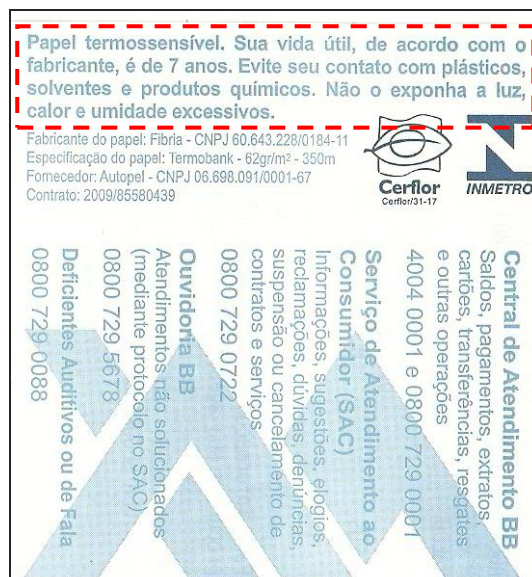 Papel termossensível. Sua vida útil, de acordo com o
fabricante, é de 7 anos. Evite seu contato com plásticos,
solventes e produtos químicos. Não o exponha a luz,
calor e umidade excessivos.
Fabricante do papel: Fibria - CNPJ 60.643.228/0184-11
Especificação do papel: Termobank - 62gr/m² - 350m
Fornecedor: Autopel - CNPJ 06.698.091/0001-67
Contrato: 2009/85580439
Cerflor
Cerflor/31-17
INMETRO
Central de Atendimento BB
Saldos, pagamentos, extratos,
cartões, transferências, resgates
e outras operações
4004 0001 e 0800 729 0001
Serviço de Atendimento ao
Consumidor (SAC)
Informações, sugestões, elogios,
reclamações, dúvidas, denúncias,
suspensão ou cancelamento de
contratos e serviços
0800 729 0722
Ouvidoria BB
Atendimentos não solucionados
(mediante protocolo no SAC)
0800 729 5678
Deficientes Auditivos ou de Fala
0800 729 0088